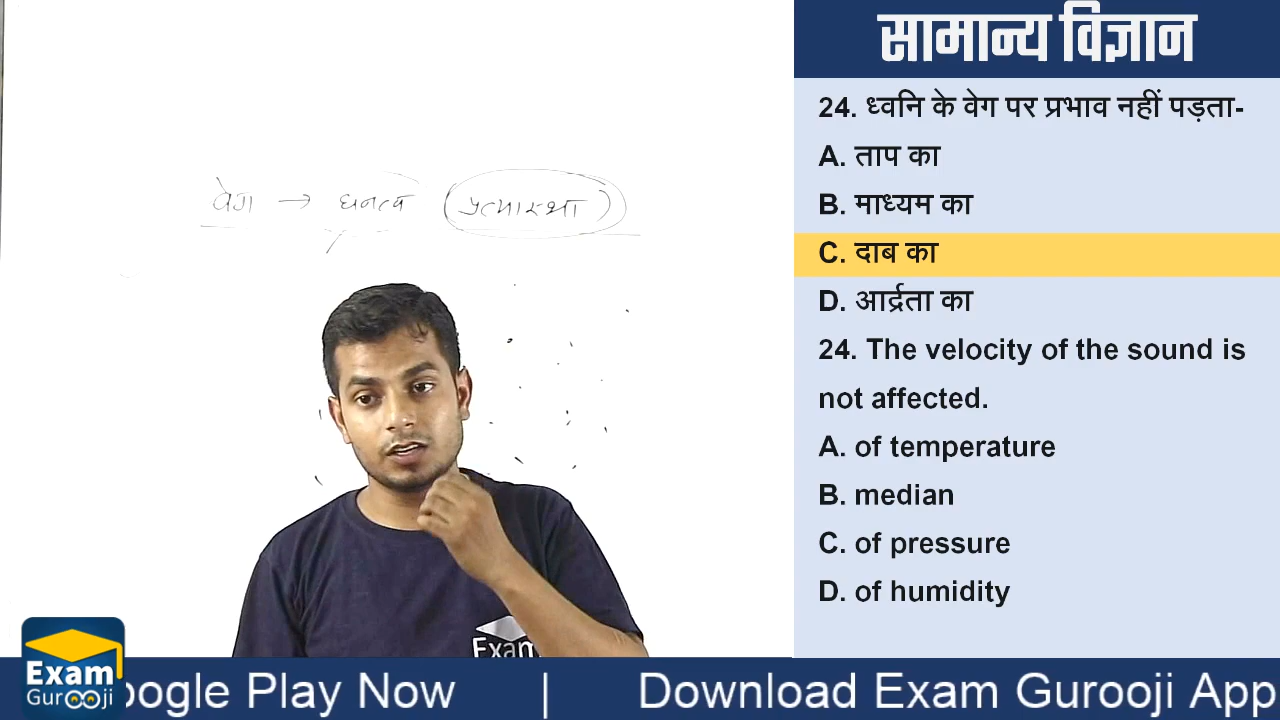 सामान्य विज्ञान
वेग → घनत्व (प्रत्यास्था)
24. ध्वनि के वेग पर प्रभाव नहीं पड़ता-
A. ताप का
B. माध्यम का
C. दाब का
D. आर्द्रता का
24. The velocity of the sound is
not affected.
A. of temperature
B. median
C. of pressure
D. of humidity
Exam
Exam
Gurooji
oogle Play Now | Download Exam Gurooji App